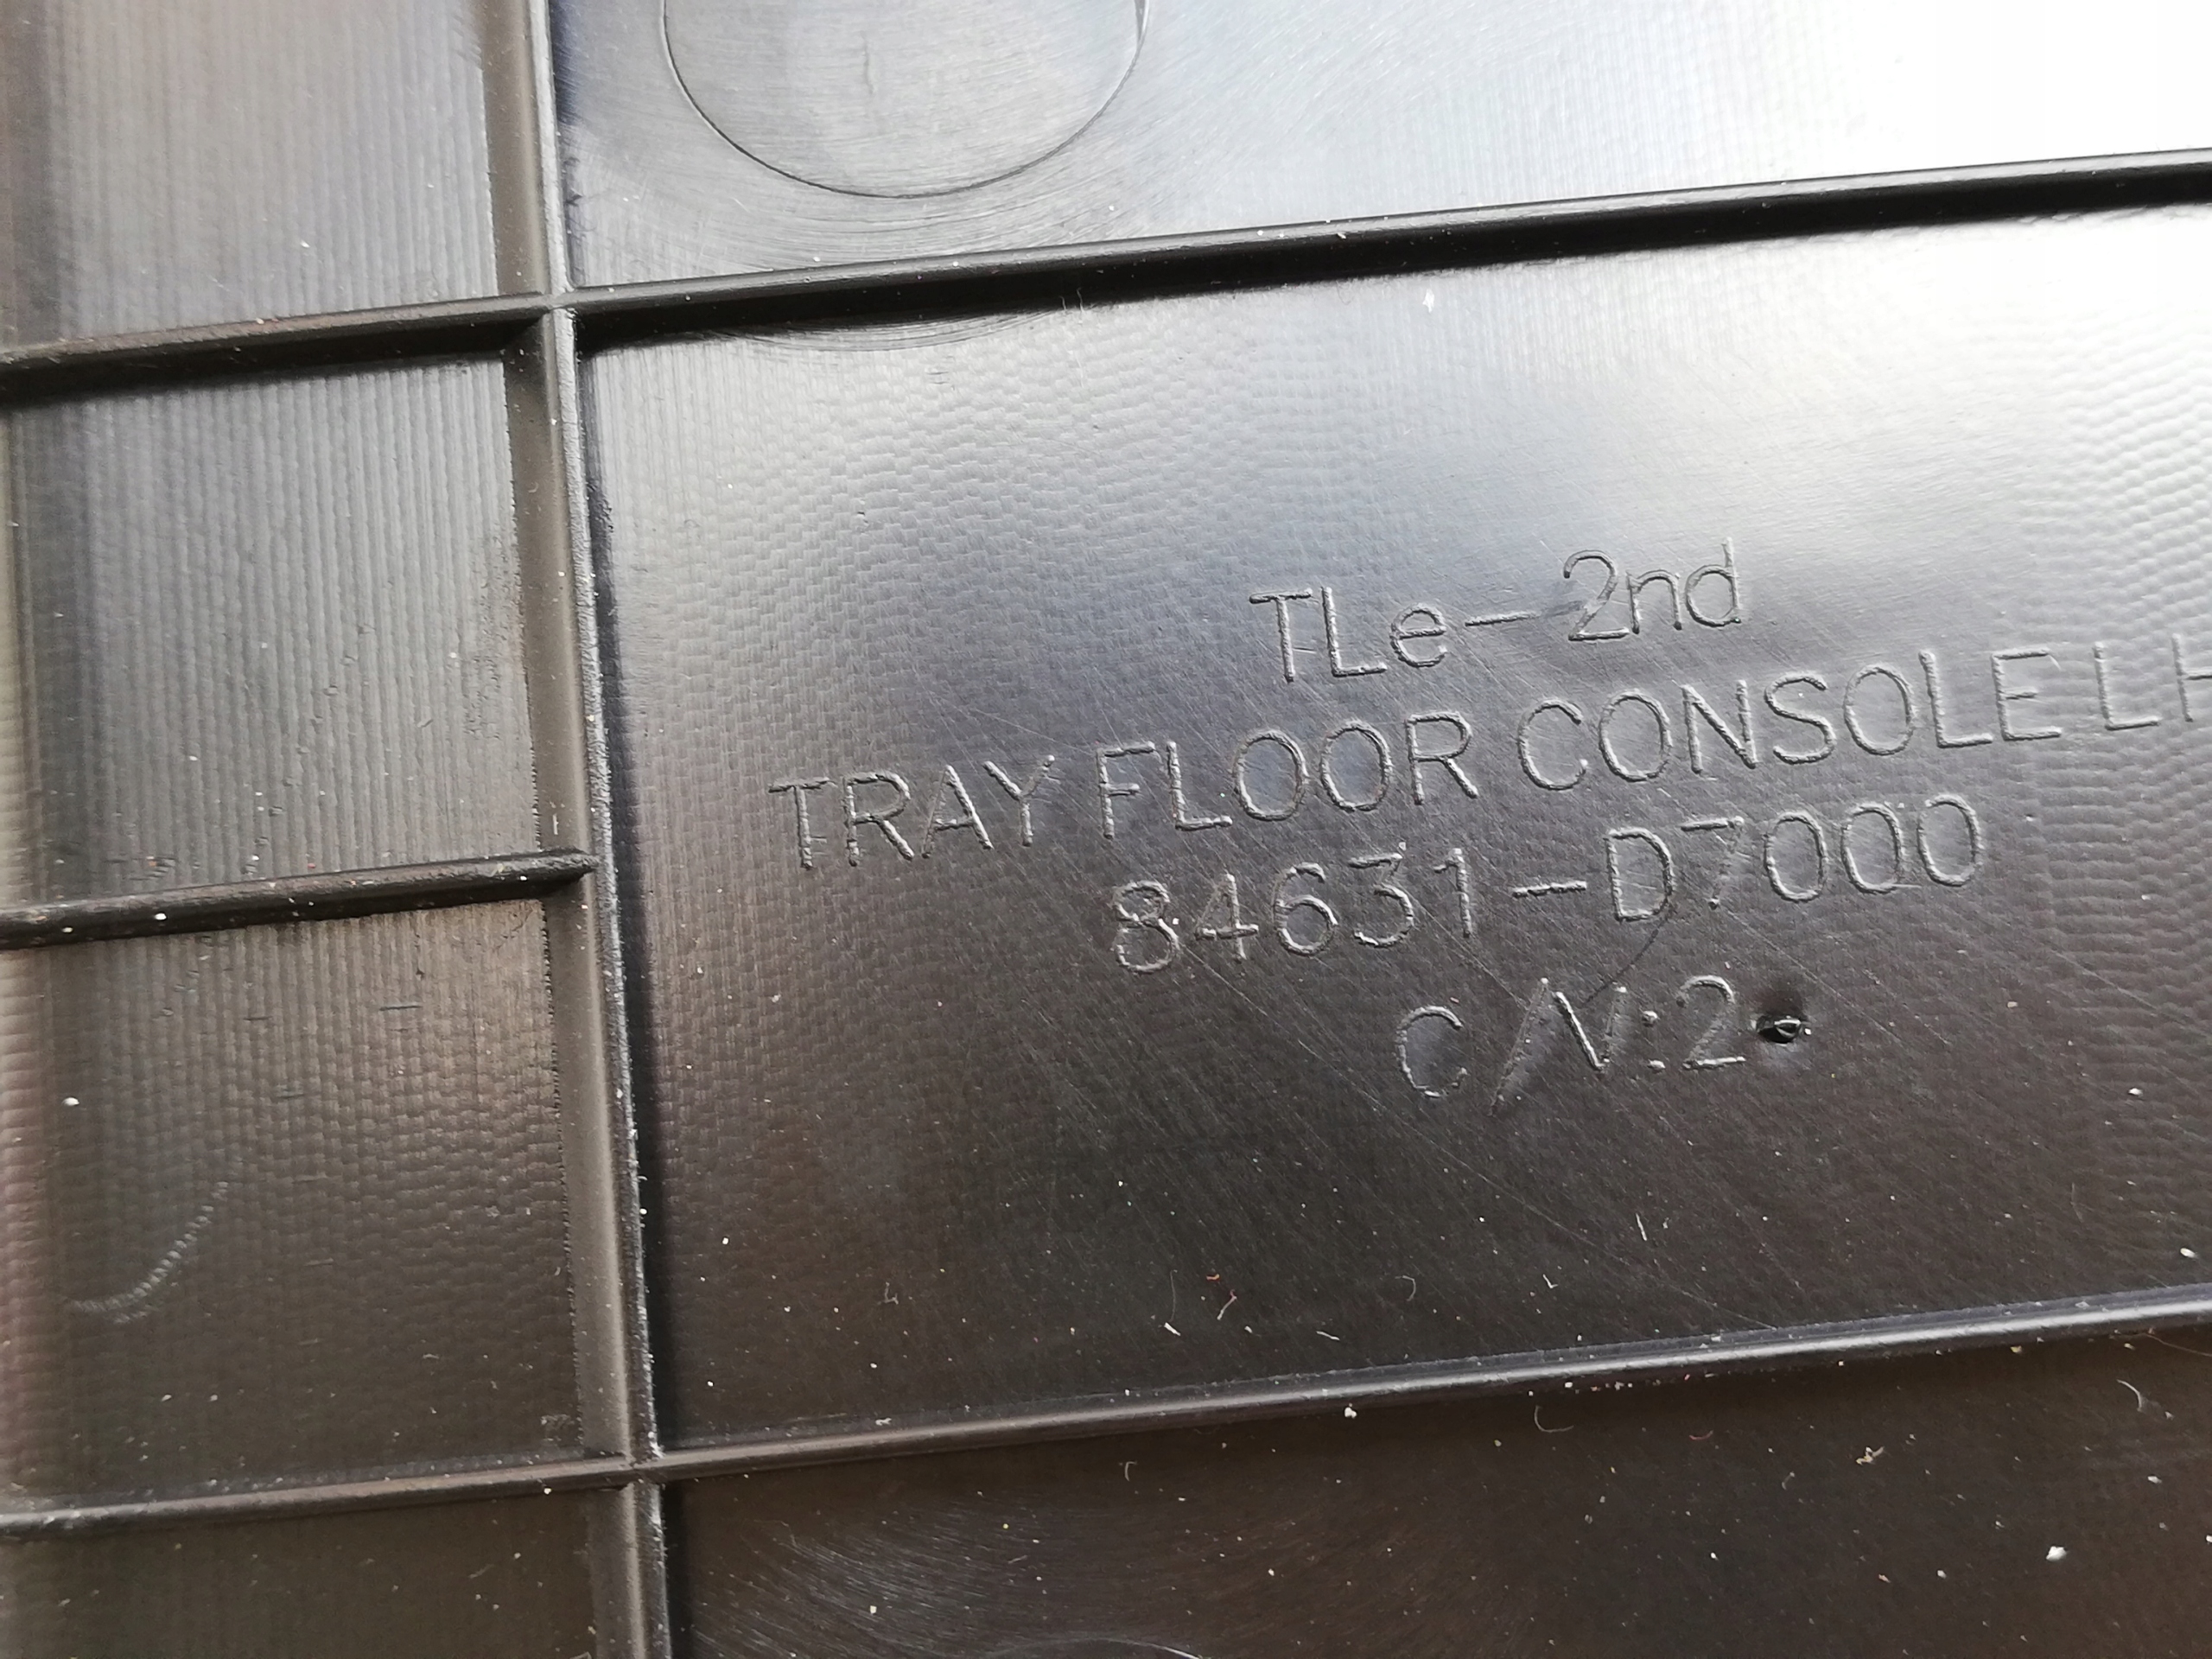 TLe-2nd
TRAY FLOOR CONSOLE LH
84631-D7000
C/V:2